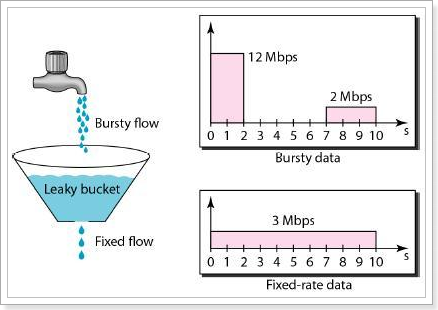 12 Mbps
2 Mbps
0 1 2 3 4 5 6 7 8 9 10 s
Bursty data
Bursty flow
Leaky bucket
Fixed flow
3 Mbps
0 1 2 3 4 5 6 7 8 9 10 s
Fixed-rate data